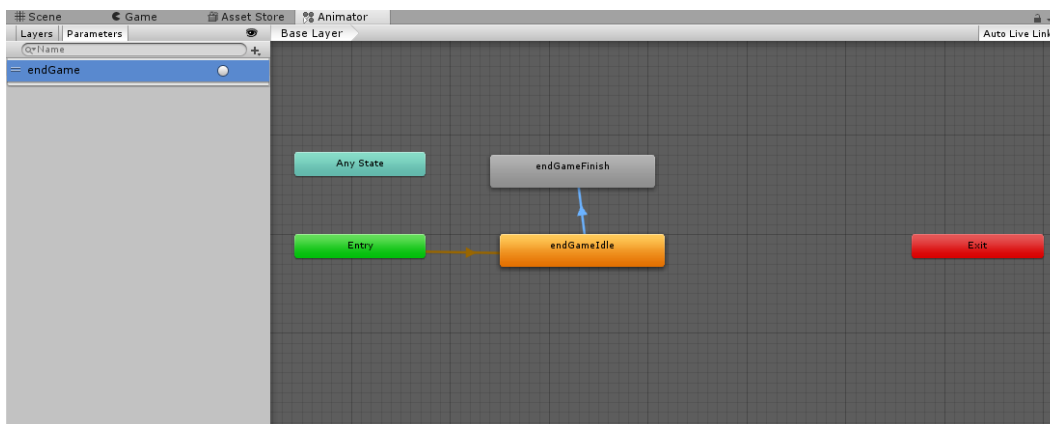 Scene Game Asset Store Animator
Layers Parameters Base Layer Auto Live Link
Name
endGame
Any State endGameFinish
Entry endGameIdle Exit